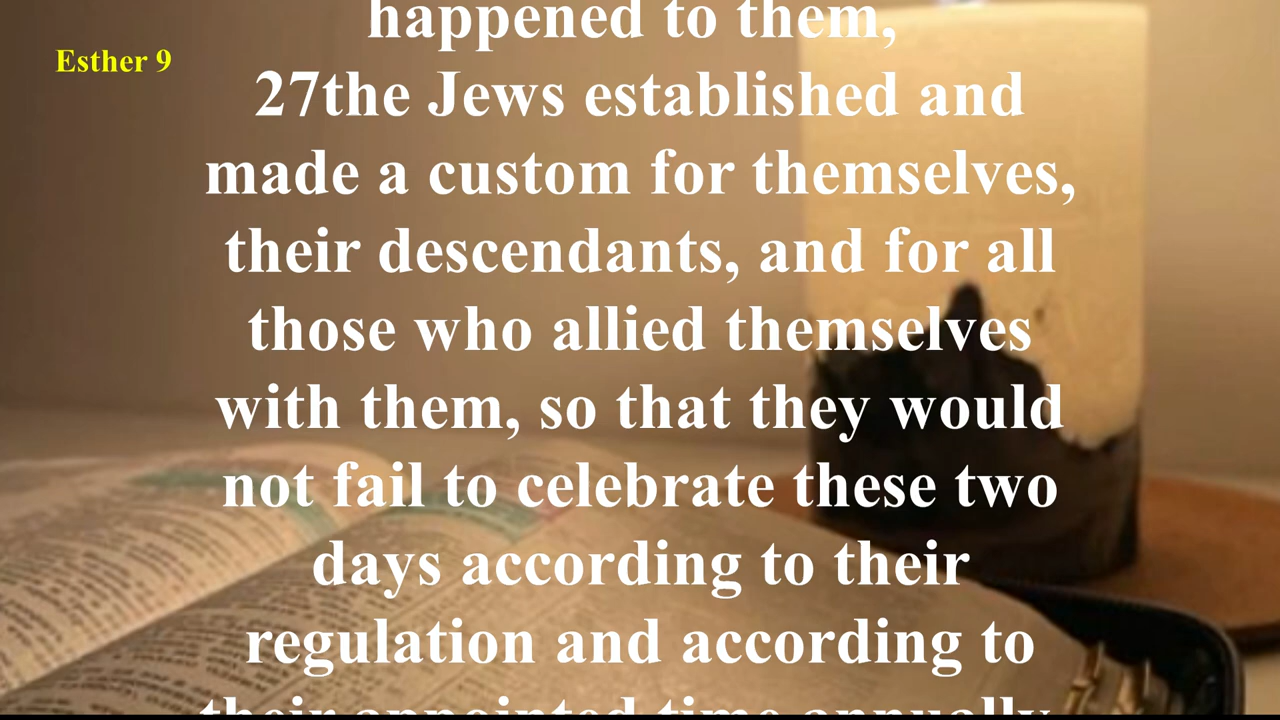 happened to them,
Esther 9
27the Jews established and
made a custom for themselves,
their descendants, and for all
those who allied themselves
with them, so that they would
not fail to celebrate these two
days according to their
regulation and according to
their appointed time annually